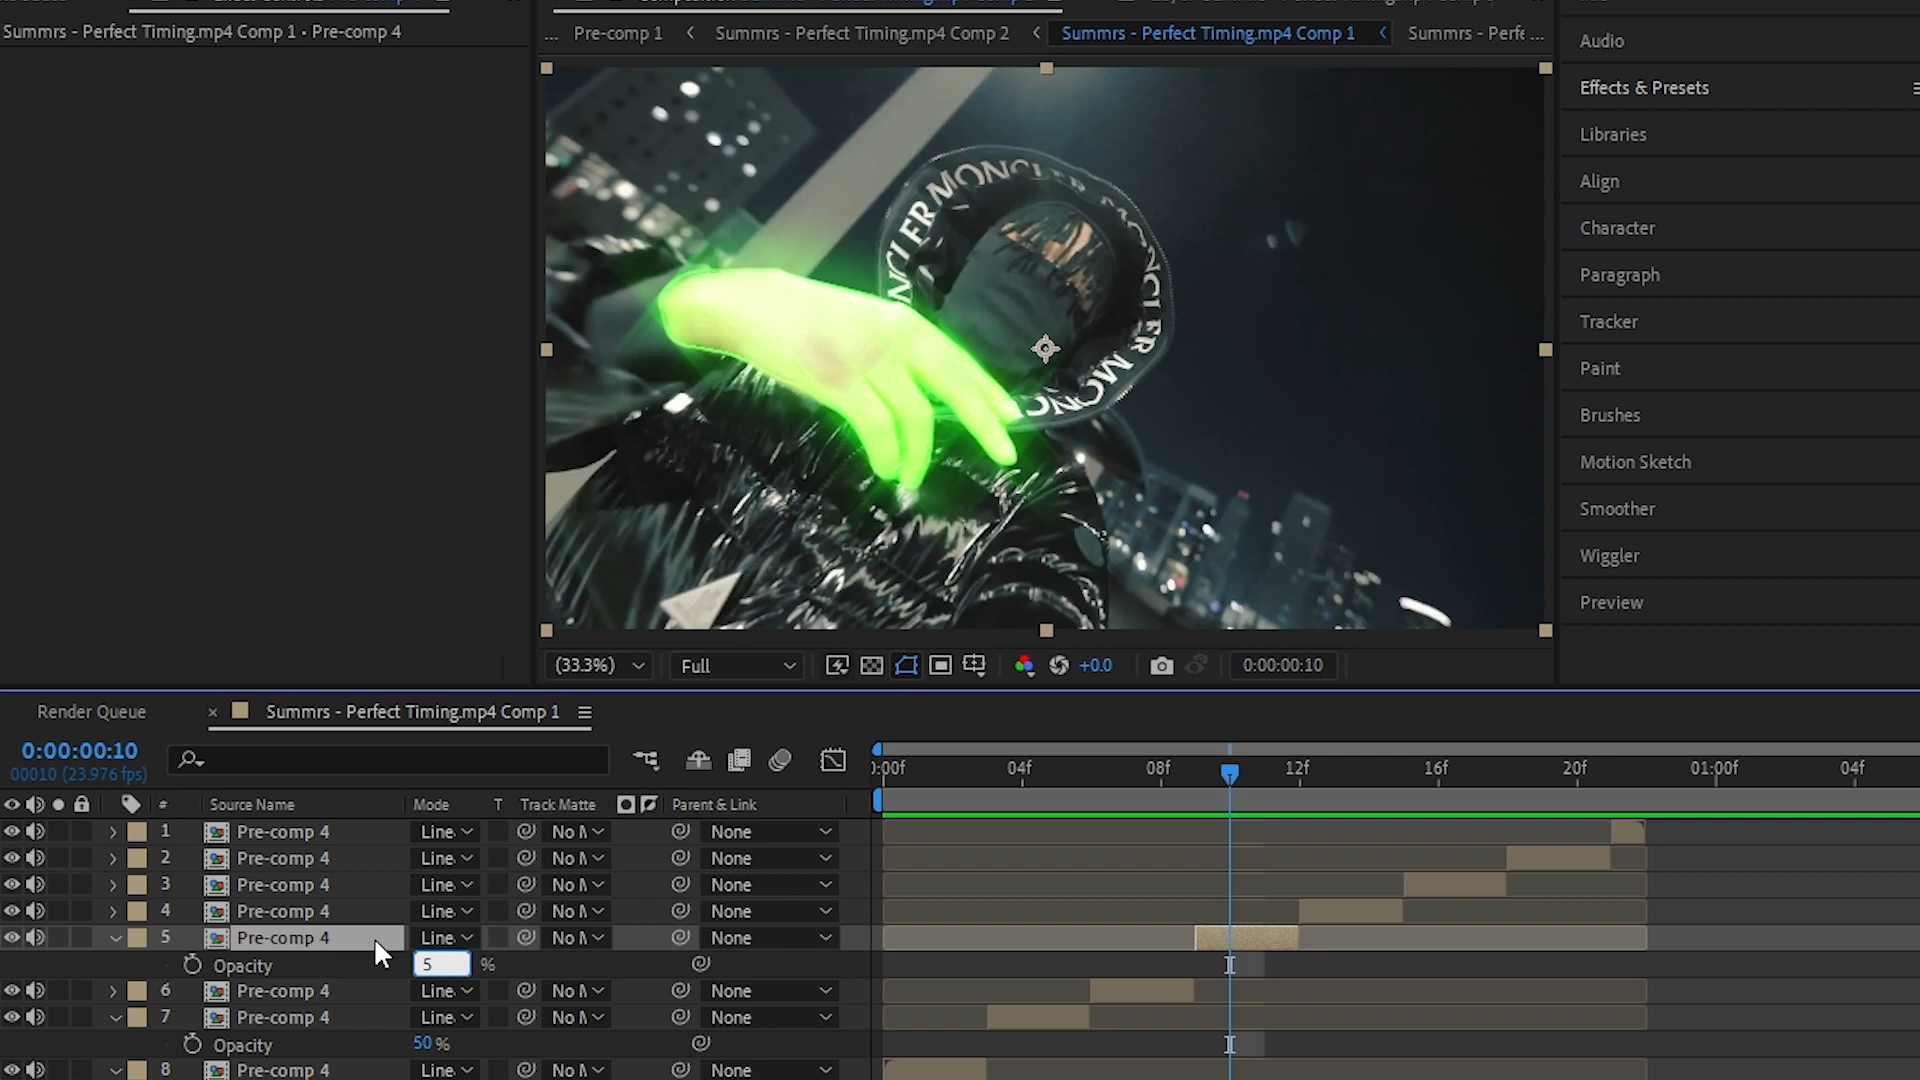 Summrs - Perfect Timing.mp4 Comp 1 • Pre-comp 4
... Pre-comp 1 Summrs - Perfect Timing.mp4 Comp 2 Summrs - Perfect Timing.mp4 Comp 1 Summrs - Perfe ...
Audio
Effects & Presets
Libraries
Align
Character
Paragraph
Tracker
Paint
Brushes
Motion Sketch
Smoother
Wiggler
Preview
MONCLER MONCLER MONCLER MONC
(33.3%) Full +0.0 0:00:00:10
Render Queue × Summrs - Perfect Timing.mp4 Comp 1
0:00:00:10
00010 (23.976 fps)
):00f 04f 08f 12f 16f 20f 01:00f 04f
# Source Name Mode T Track Matte Parent & Link
1 Pre-comp 4 Line No M None
2 Pre-comp 4 Line No M None
3 Pre-comp 4 Line No M None
4 Pre-comp 4 Line No M None
5 Pre-comp 4 Line No M None
Opacity 5 %
6 Pre-comp 4 Line No M None
7 Pre-comp 4 Line No M None
Opacity 50 %
8 Pre-comp 4 Line No M None